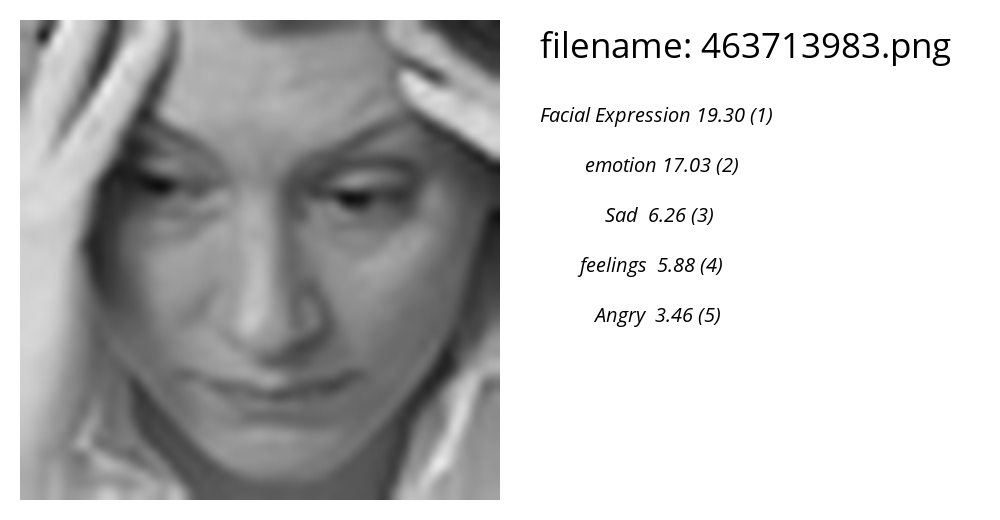 filename: 463713983.png
Facial Expression 19.30 (1)
emotion 17.03 (2)
Sad 6.26 (3)
feelings 5.88 (4)
Angry 3.46 (5)